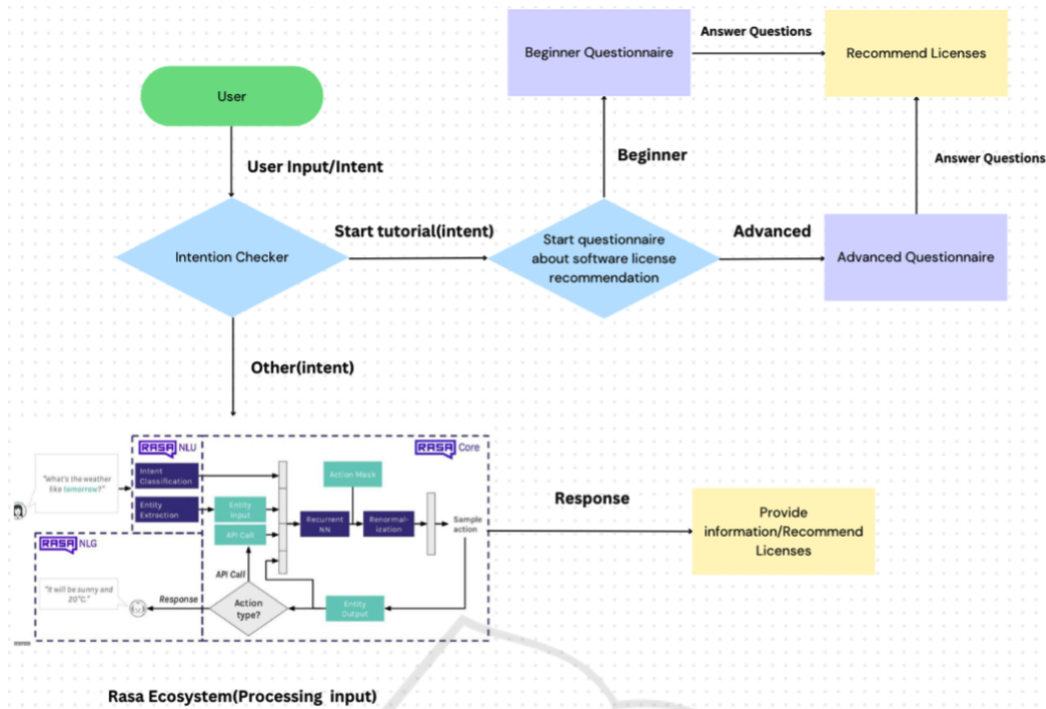 User
User Input/Intent
Intention Checker
Start tutorial(intent)
Start questionnaire
about software license
recommendation
Beginner
Beginner Questionnaire
Answer Questions
Recommend Licenses
Advanced
Advanced Questionnaire
Answer Questions
Other(intent)
RASA NLU
RASA Core
"what's the weather
like tomorrow?"
Intent
Classification
Entity
Extraction
Entity
Input
API Call
Action Mask
Recurrent
NN
Renormal-
ization
Sample
action
RASA NLG
"It will be sunny and
20°C."
Response
API Call
Action
type?
Entity
Output
Response
Provide
information/Recommend
Licenses
Rasa Ecosystem(Processing input)